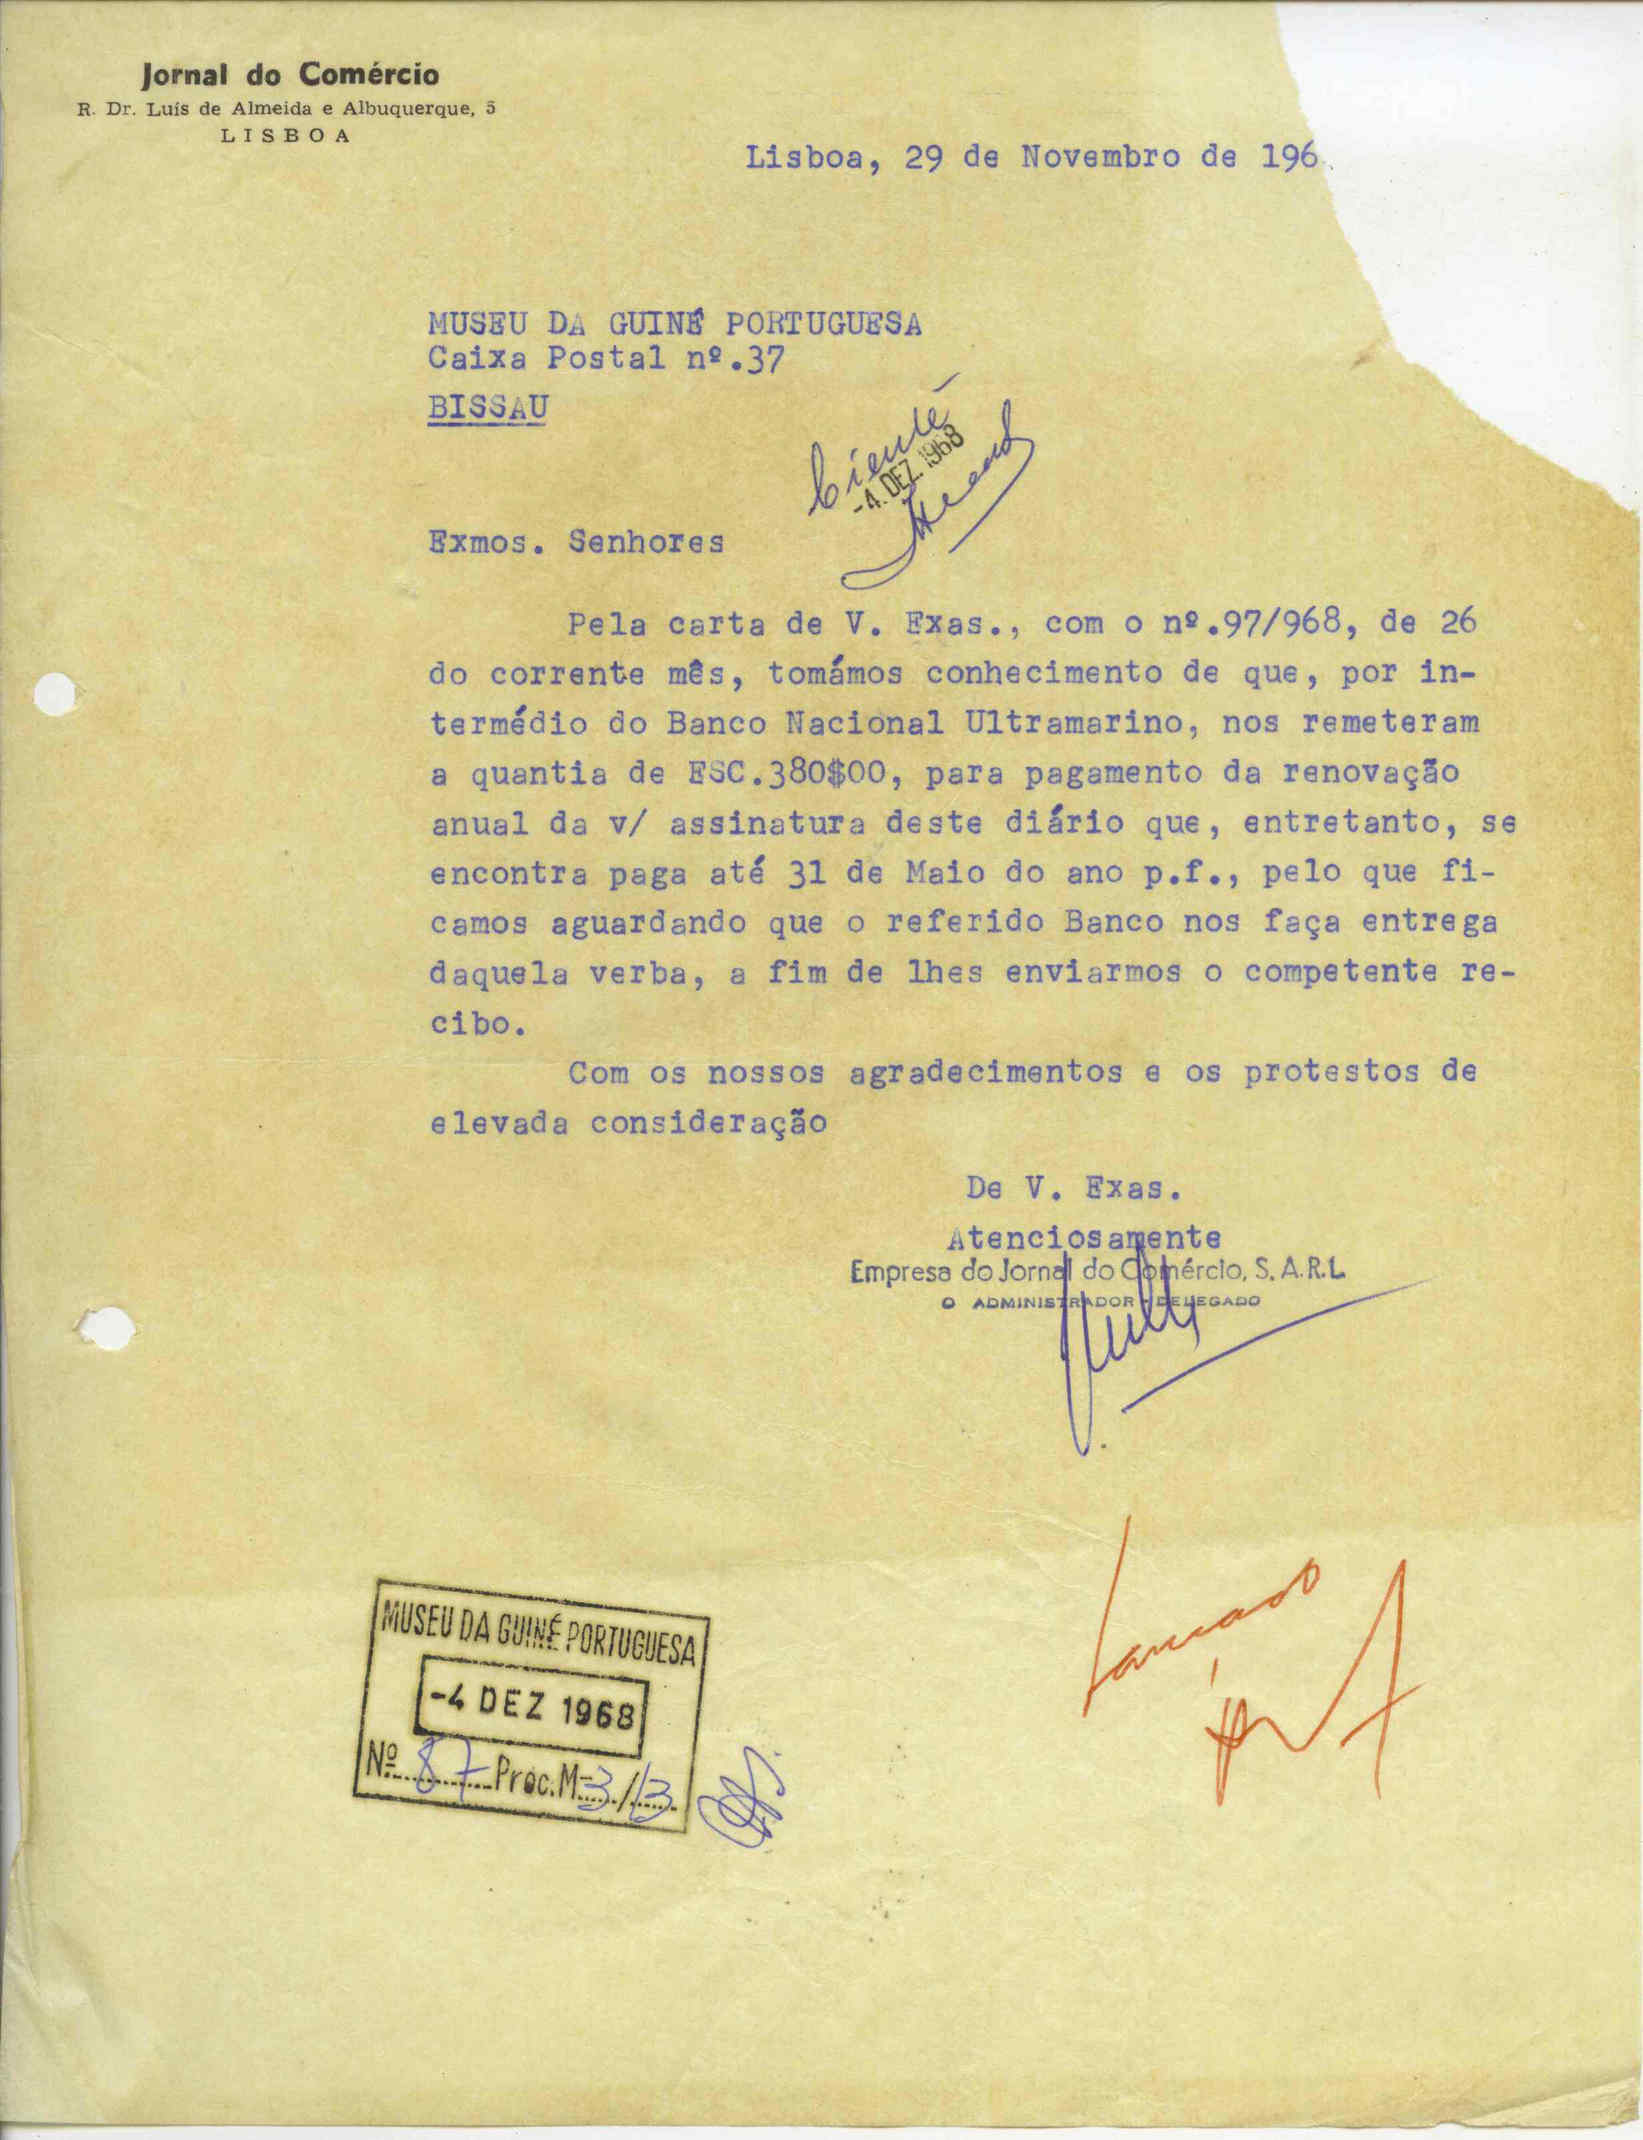 Jornal do Comércio
R. Dr. Luís de Almeida e Albuquerque, 5
LISBOA
Lisboa, 29 de Novembro de 196
MUSEU DA GUINÉ PORTUGUESA
Caixa Postal nº.37
BISSAU
Ciente
-4. DEZ. 1968
Exmos. Senhores
Pela carta de V. Exas., com o nº.97/968, de 26
do corrente mês, tomámos conhecimento de que, por in-
termédio do Banco Nacional Ultramarino, nos remeteram
a quantia de ESC.380$00, para pagamento da renovação
anual da v/ assinatura deste diário que, entretanto, se
encontra paga até 31 de Maio do ano p.f., pelo que fi-
camos aguardando que o referido Banco nos faça entrega
daquela verba, a fim de lhes enviarmos o competente re-
cibo.
Com os nossos agradecimentos e os protestos de
elevada consideração
De V. Exas.
Atenciosamente
Empresa do Jornal do Comércio, S. A. R. L.
O ADMINISTRADOR - DELEGADO
Lançado
MUSEU DA GUINÉ PORTUGUESA
-4 DEZ 1968
Nº 87 Proc. M-3/13